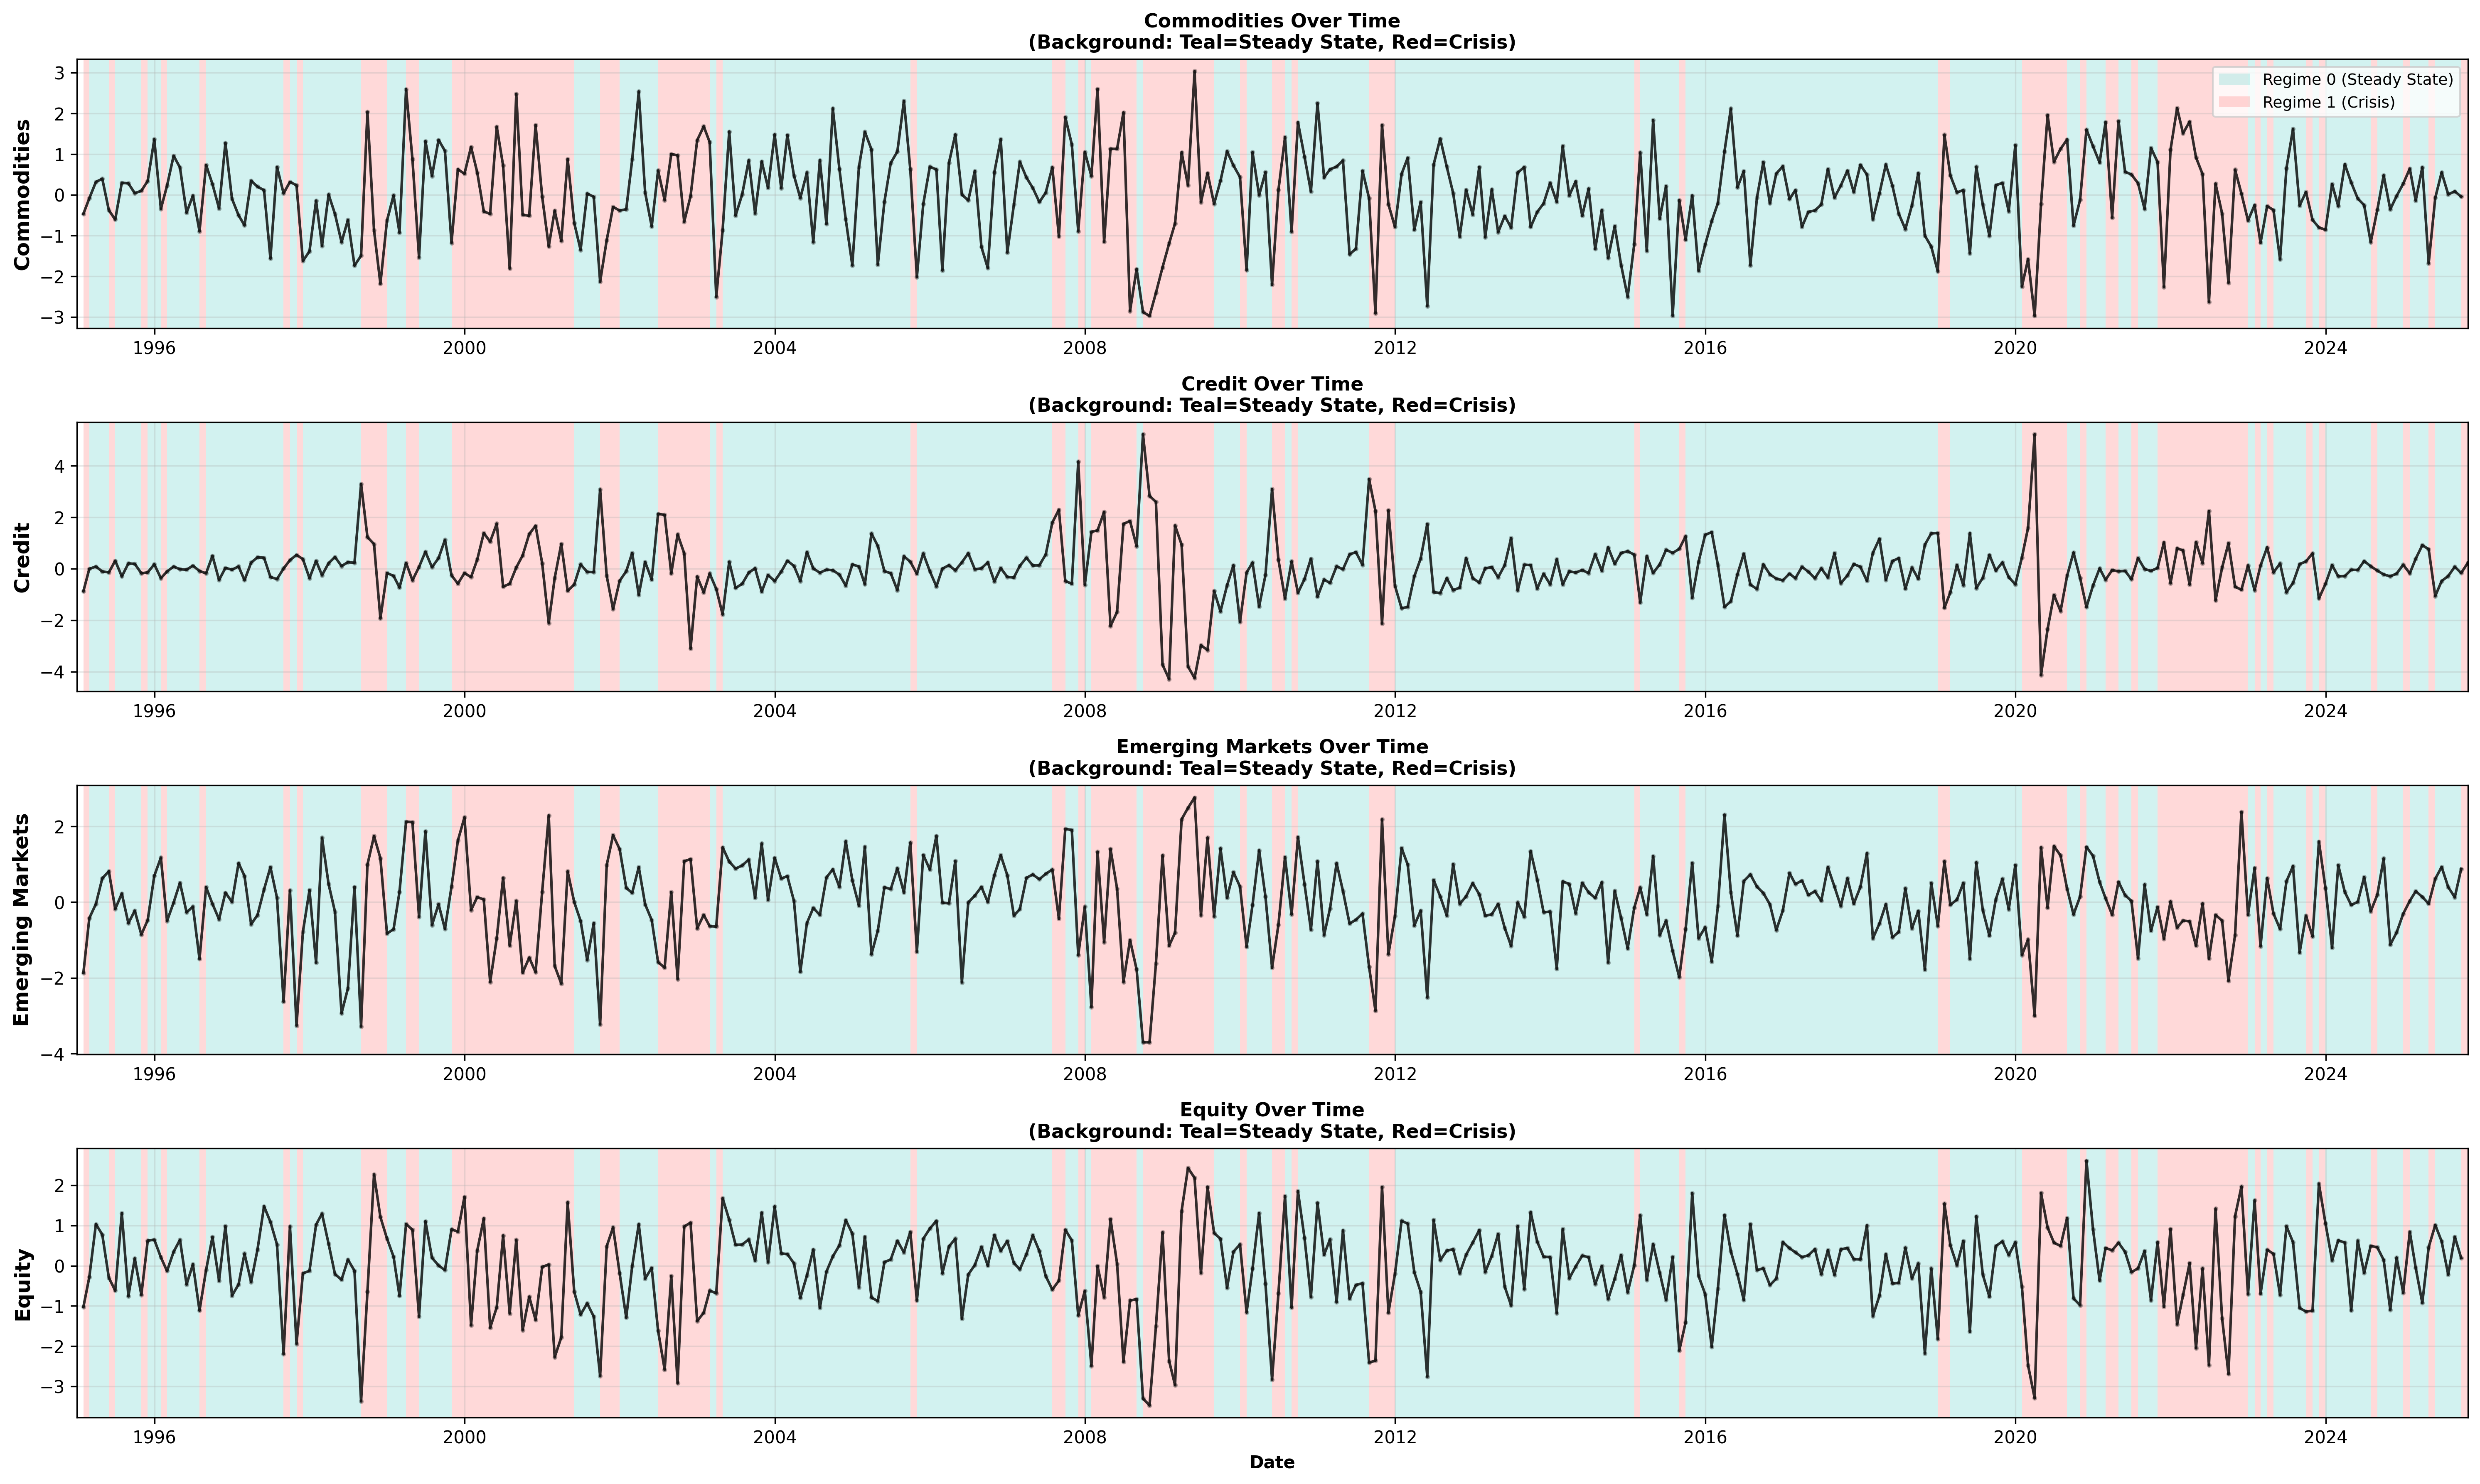 Commodities Over Time
(Background: Teal=Steady State, Red=Crisis)
Commodities
3
2
1
0
−1
−2
−3
Regime 0 (Steady State)
Regime 1 (Crisis)
1996 2000 2004 2008 2012 2016 2020 2024
Credit Over Time
(Background: Teal=Steady State, Red=Crisis)
Credit
4
2
0
−2
−4
1996 2000 2004 2008 2012 2016 2020 2024
Emerging Markets Over Time
(Background: Teal=Steady State, Red=Crisis)
Emerging Markets
2
0
−2
−4
1996 2000 2004 2008 2012 2016 2020 2024
Equity Over Time
(Background: Teal=Steady State, Red=Crisis)
Equity
2
1
0
−1
−2
−3
1996 2000 2004 2008 2012 2016 2020 2024
Date